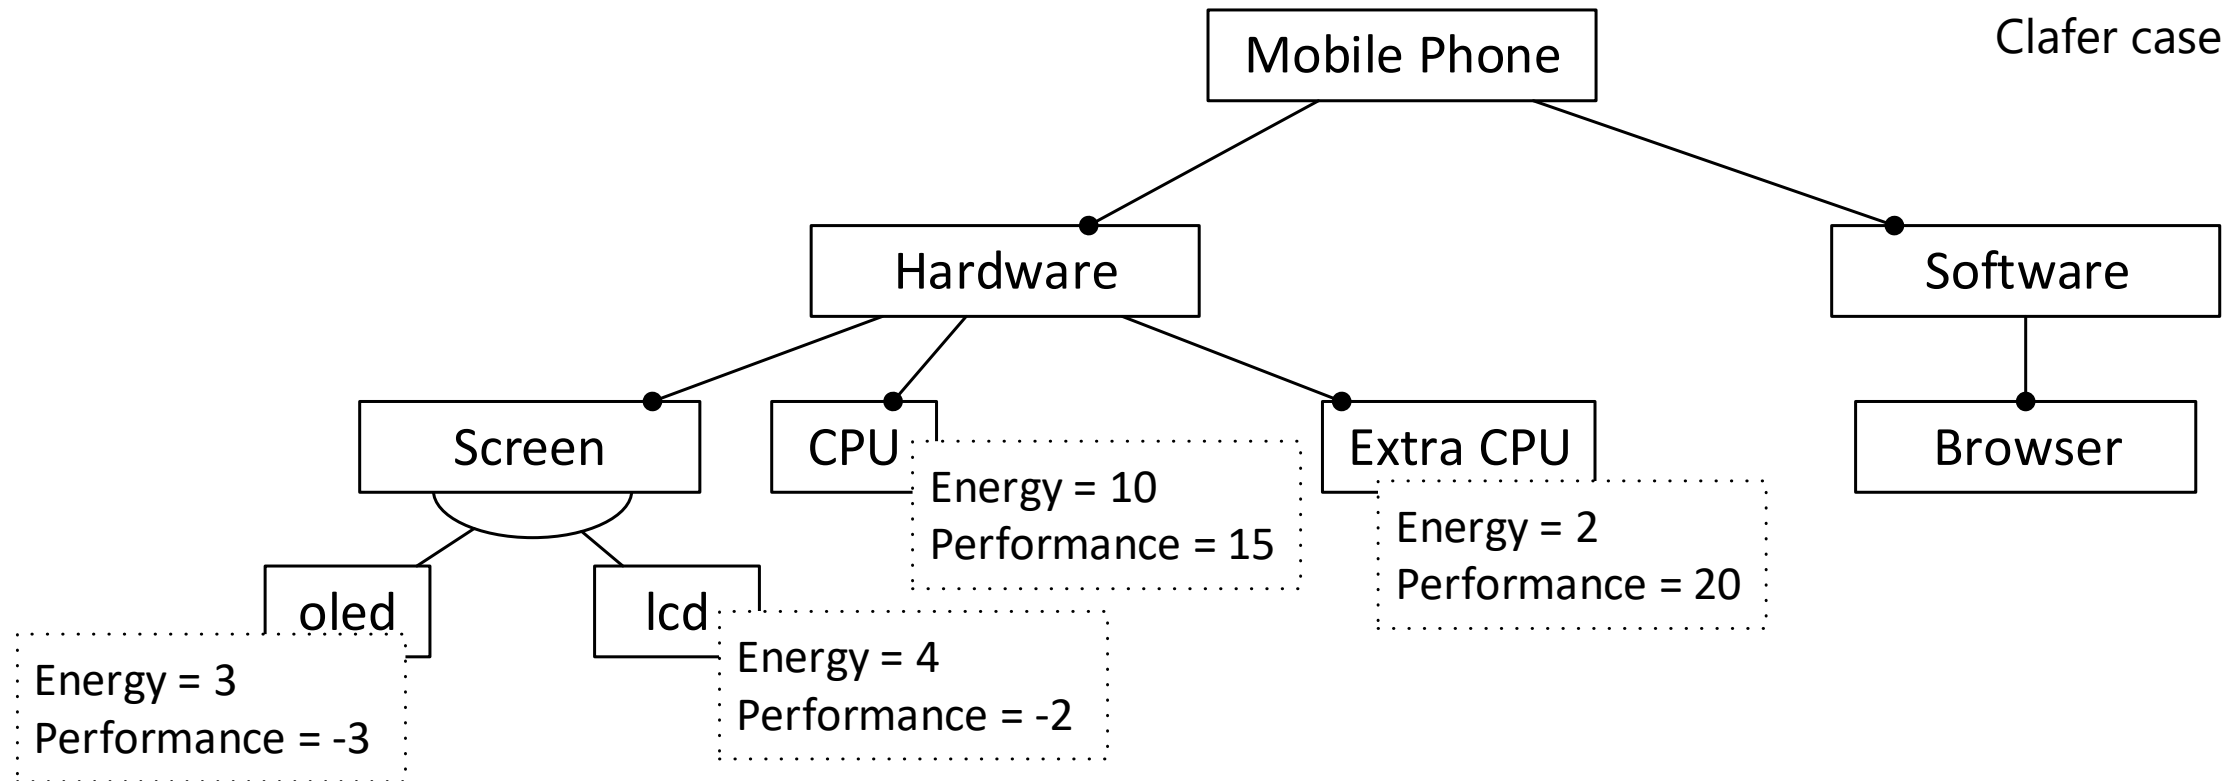 Mobile Phone
Clafer case
Hardware
Software
Screen
CPU
Extra CPU
Browser
Energy = 10
Performance = 15
Energy = 2
Performance = 20
oled
lcd
Energy = 3
Performance = -3
Energy = 4
Performance = -2